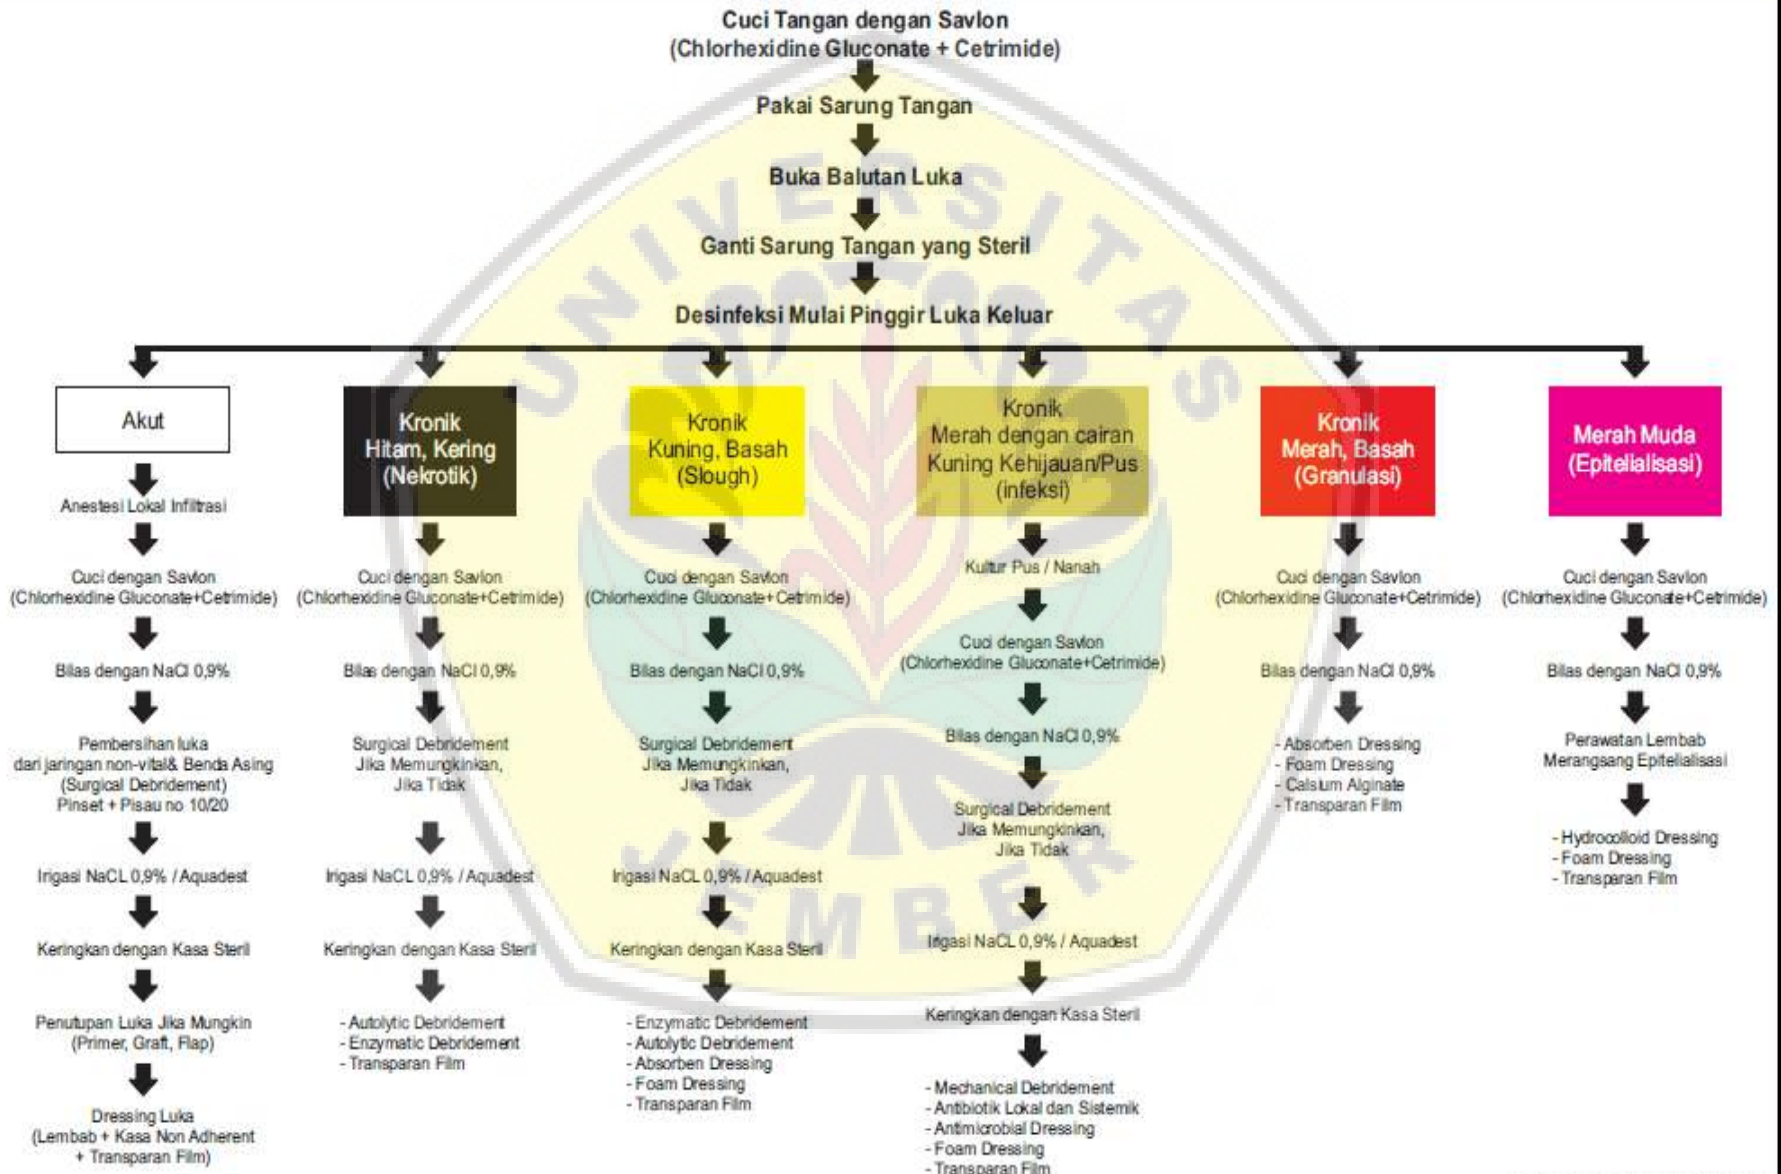 Cuci Tangan dengan Savlon
(Chlorhexidine Gluconate + Cetrimide)
Pakai Sarung Tangan
Buka Balutan Luka
Ganti Sarung Tangan yang Steril
Desinfeksi Mulai Pinggir Luka Keluar
UNIVERSITAS
JEMBER
Akut
Anestesi Lokal Infiltrasi
Cuci dengan Savlon
(Chlorhexidine Gluconate+Cetrimide)
Bilas dengan NaCl 0,9%
Pembersihan luka
dari jaringan non-vital& Benda Asing
(Surgical Debridement)
Pinset + Pisau no 10/20
Irigasi NaCL 0,9% / Aquadest
Keringkan dengan Kasa Steril
Penutupan Luka Jika Mungkin
(Primer, Graft, Flap)
Dressing Luka
(Lembab + Kasa Non Adherent
+ Transparan Film)
Kronik
Hitam, Kering
(Nekrotik)
Cuci dengan Savlon
(Chlorhexidine Gluconate+Cetrimide)
Bilas dengan NaCl 0,9%
Surgical Debridement
Jika Memungkinkan,
Jika Tidak
Irigasi NaCL 0,9% / Aquadest
Keringkan dengan Kasa Steril
- Autolytic Debridement
- Enzymatic Debridement
- Transparan Film
Kronik
Kuning, Basah
(Slough)
Cuci dengan Savlon
(Chlorhexidine Gluconate+Cetrimide)
Bilas dengan NaCl 0,9%
Surgical Debridement
Jika Memungkinkan,
Jika Tidak
Irigasi NaCL 0,9% / Aquadest
Keringkan dengan Kasa Steril
- Enzymatic Debridement
- Autolytic Debridement
- Absorben Dressing
- Foam Dressing
- Transparan Film
Kronik
Merah dengan cairan
Kuning Kehijauan/Pus
(infeksi)
Kultur Pus / Nanah
Cuci dengan Savlon
(Chlorhexidine Gluconate+Cetrimide)
Bilas dengan NaCl 0,9%
Surgical Debridement
Jika Memungkinkan,
Jika Tidak
Irigasi NaCL 0,9% / Aquadest
Keringkan dengan Kasa Steril
- Mechanical Debridement
- Antibiotik Lokal dan Sistemik
- Antimicrobial Dressing
- Foam Dressing
- Transparan Film
Kronik
Merah, Basah
(Granulasi)
Cuci dengan Savlon
(Chlorhexidine Gluconate+Cetrimide)
Bilas dengan NaCl 0,9%
- Absorben Dressing
- Foam Dressing
- Calsium Alginate
- Transparan Film
Merah Muda
(Epitelialisasi)
Cuci dengan Savlon
(Chlorhexidine Gluconate+Cetrimide)
Bilas dengan NaCl 0,9%
Perawatan Lembab
Merangsang Epitelialisasi
- Hydrocolloid Dressing
- Foam Dressing
- Transparan Film